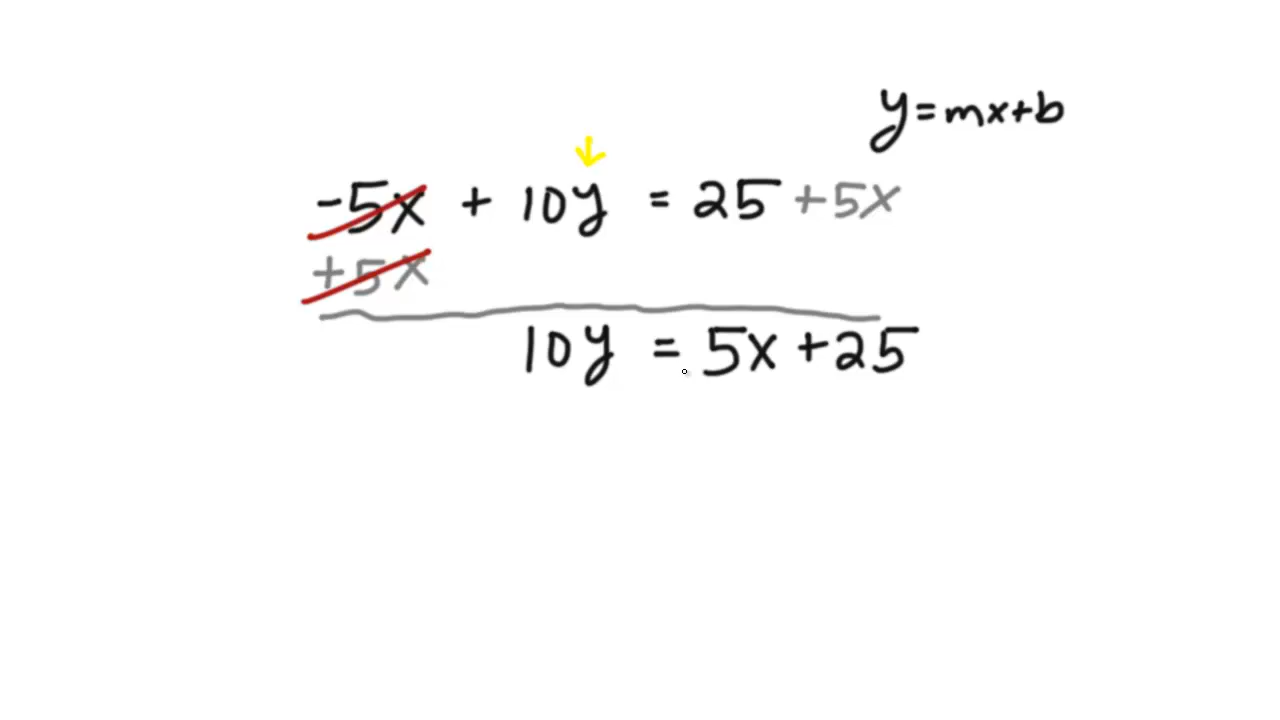 y = mx + b
-5x + 10y = 25 + 5x
+ 5x
10y = 5x + 25